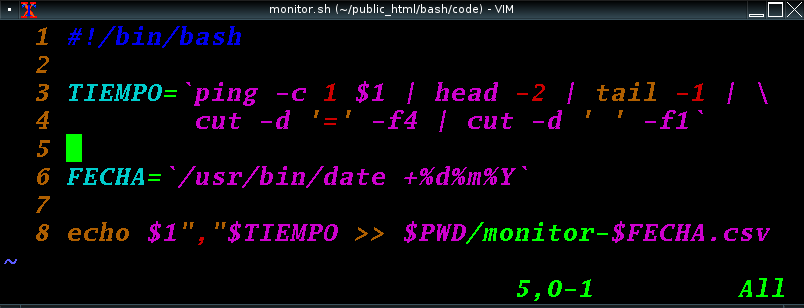 monitor.sh (~/public_html/bash/code) - VIM
1 #!/bin/bash
2
3 TIEMPO=`ping -c 1 $1 | head -2 | tail -1 | \
4 cut -d '=' -f4 | cut -d ' ' -f1`
5
6 FECHA=`/usr/bin/date +%d%m%Y`
7
8 echo $1","$TIEMPO >> $PWD/monitor-$FECHA.csv
~
5,0-1 All